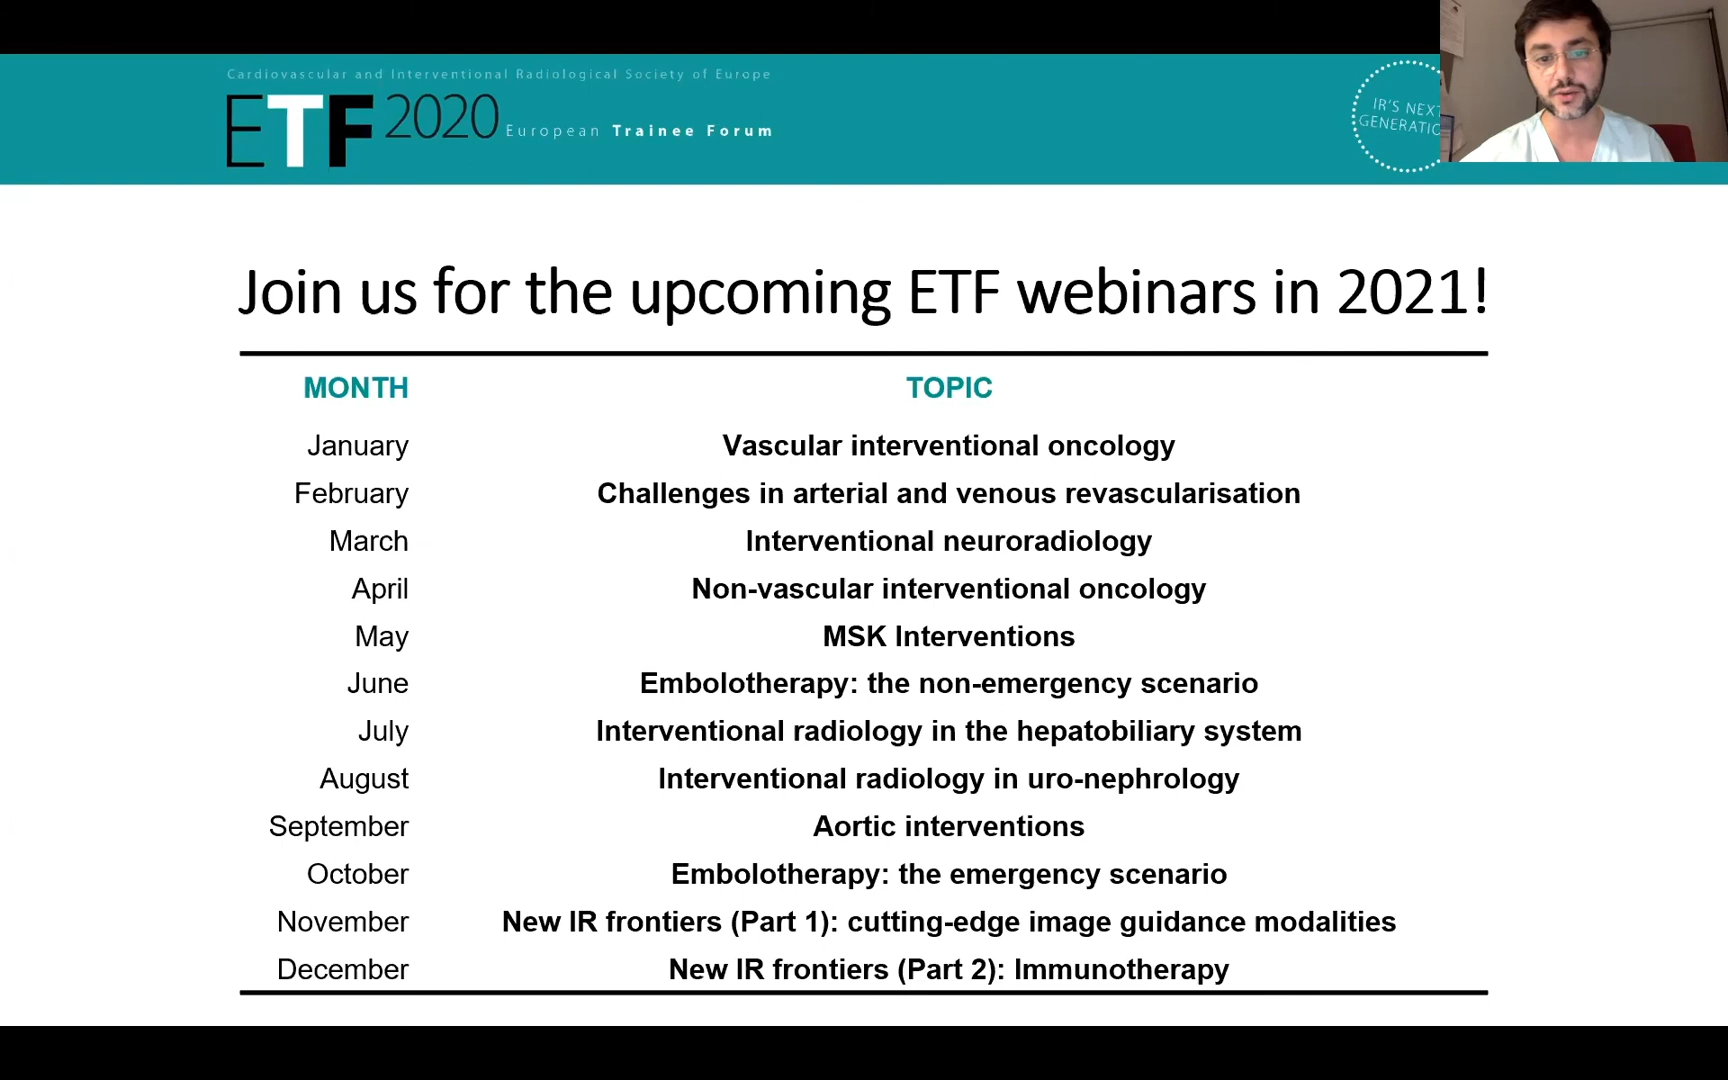 Cardiovascular and Interventional Radiological Society of Europe
ETF 2020 European Trainee Forum
IR'S NEXT
GENERATIO
Join us for the upcoming ETF webinars in 2021!
MONTH TOPIC
January Vascular interventional oncology
February Challenges in arterial and venous revascularisation
March Interventional neuroradiology
April Non-vascular interventional oncology
May MSK Interventions
June Embolotherapy: the non-emergency scenario
July Interventional radiology in the hepatobiliary system
August Interventional radiology in uro-nephrology
September Aortic interventions
October Embolotherapy: the emergency scenario
November New IR frontiers (Part 1): cutting-edge image guidance modalities
December New IR frontiers (Part 2): Immunotherapy